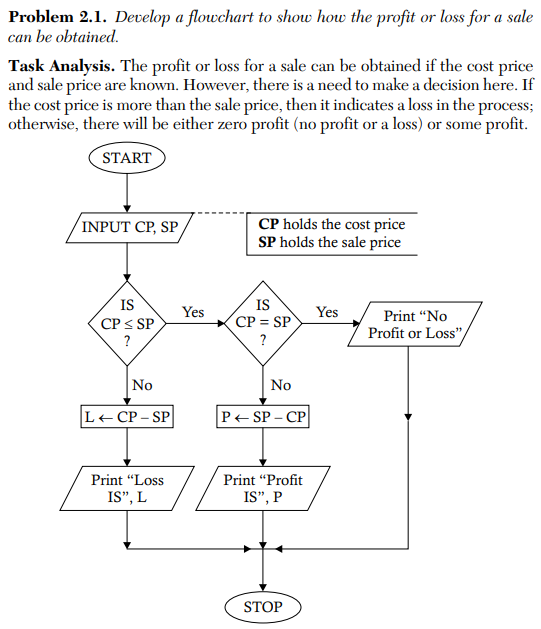 Problem 2.1. Develop a flowchart to show how the profit or loss for a sale
can be obtained.
Task Analysis. The profit or loss for a sale can be obtained if the cost price
and sale price are known. However, there is a need to make a decision here. If
the cost price is more than the sale price, then it indicates a loss in the process;
otherwise, there will be either zero profit (no profit or a loss) or some profit.
START
INPUT CP, SP
CP holds the cost price
SP holds the sale price
IS
CP ≤ SP
?
Yes
IS
CP = SP
?
Yes
Print “No
Profit or Loss”
No
No
L ← CP – SP
P ← SP – CP
Print “Loss
IS”, L
Print “Profit
IS”, P
STOP